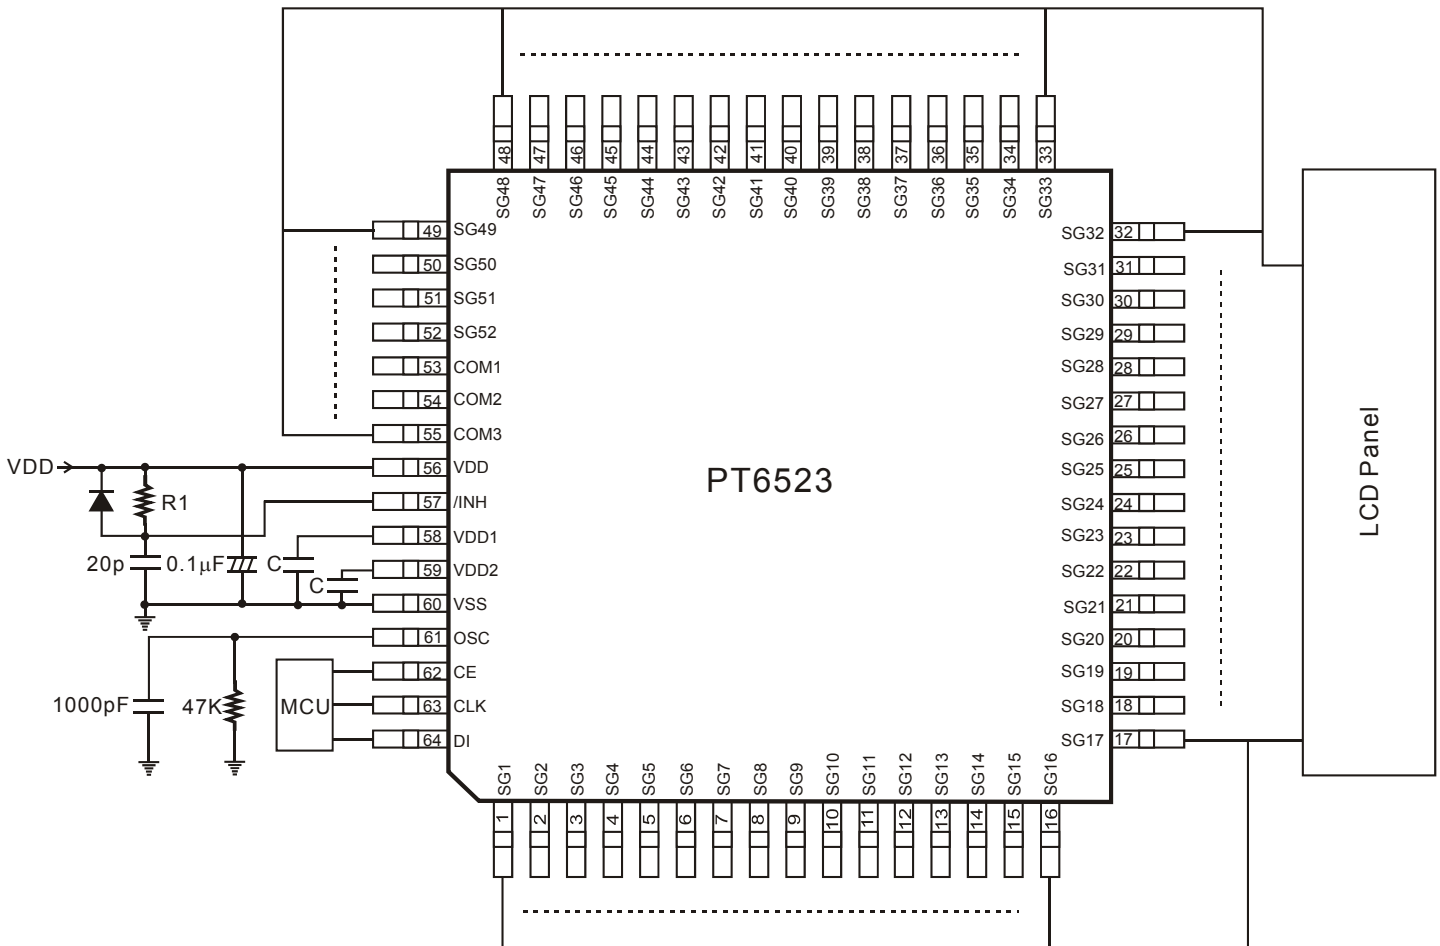 48 47 46 45 44 43 42 41 40 39 38 37 36 35 34 33
SG48 SG47 SG46 SG45 SG44 SG43 SG42 SG41 SG40 SG39 SG38 SG37 SG36 SG35 SG34 SG33
49 SG49
50 SG50
51 SG51
52 SG52
53 COM1
54 COM2
55 COM3
VDD 56 VDD
R1 57 /INH
58 VDD1
20p 0.1μF C
C 59 VDD2
60 VSS
61 OSC
62 CE
1000pF 47K MCU 63 CLK
64 DI
PT6523
SG32 32
SG31 31
SG30 30
SG29 29
SG28 28
SG27 27
SG26 26
SG25 25
SG24 24
SG23 23
SG22 22
SG21 21
SG20 20
SG19 19
SG18 18
SG17 17
LCD Panel
SG1 SG2 SG3 SG4 SG5 SG6 SG7 SG8 SG9 SG10 SG11 SG12 SG13 SG14 SG15 SG16
1 2 3 4 5 6 7 8 9 10 11 12 13 14 15 16